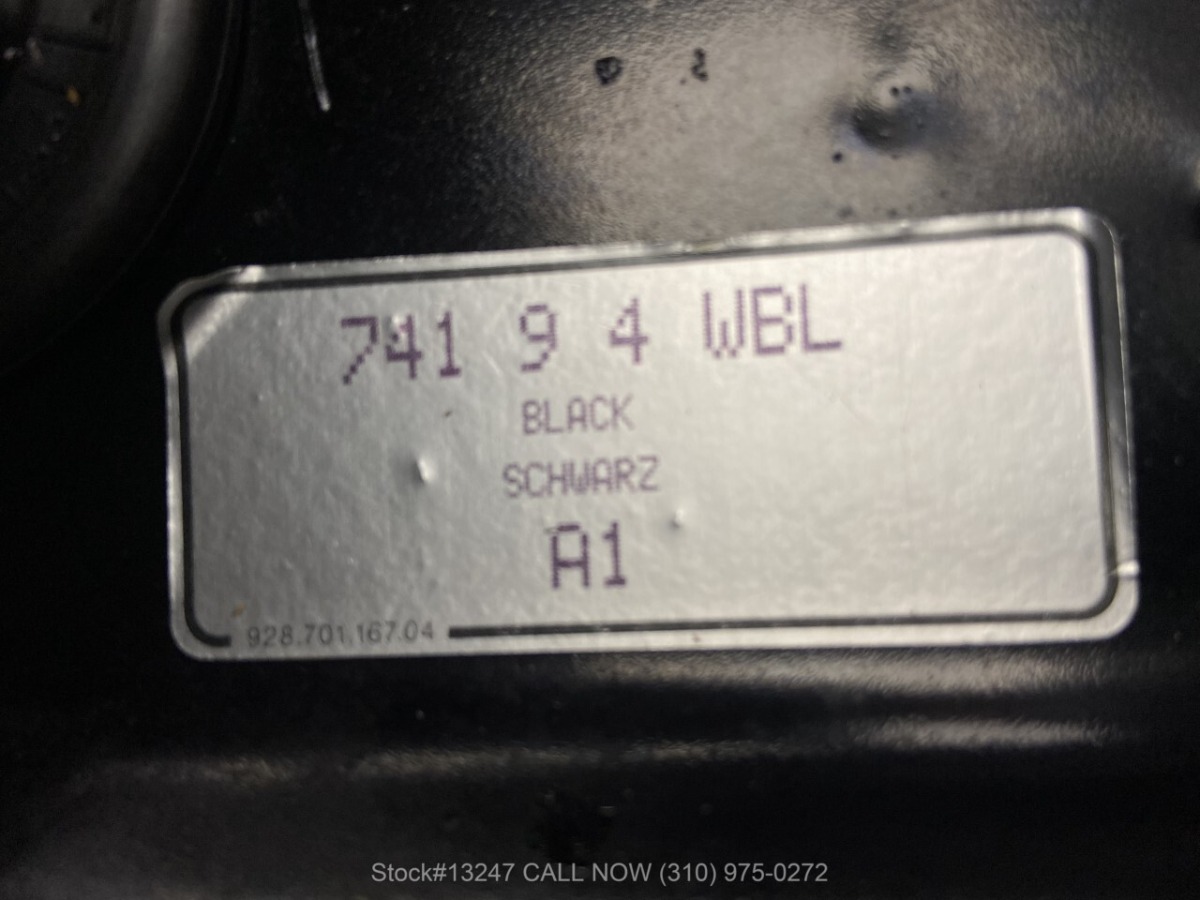 741 9 4 WBL
BLACK
SCHWARZ
A1
928.701.167.04
Stock#13247 CALL NOW (310) 975-0272